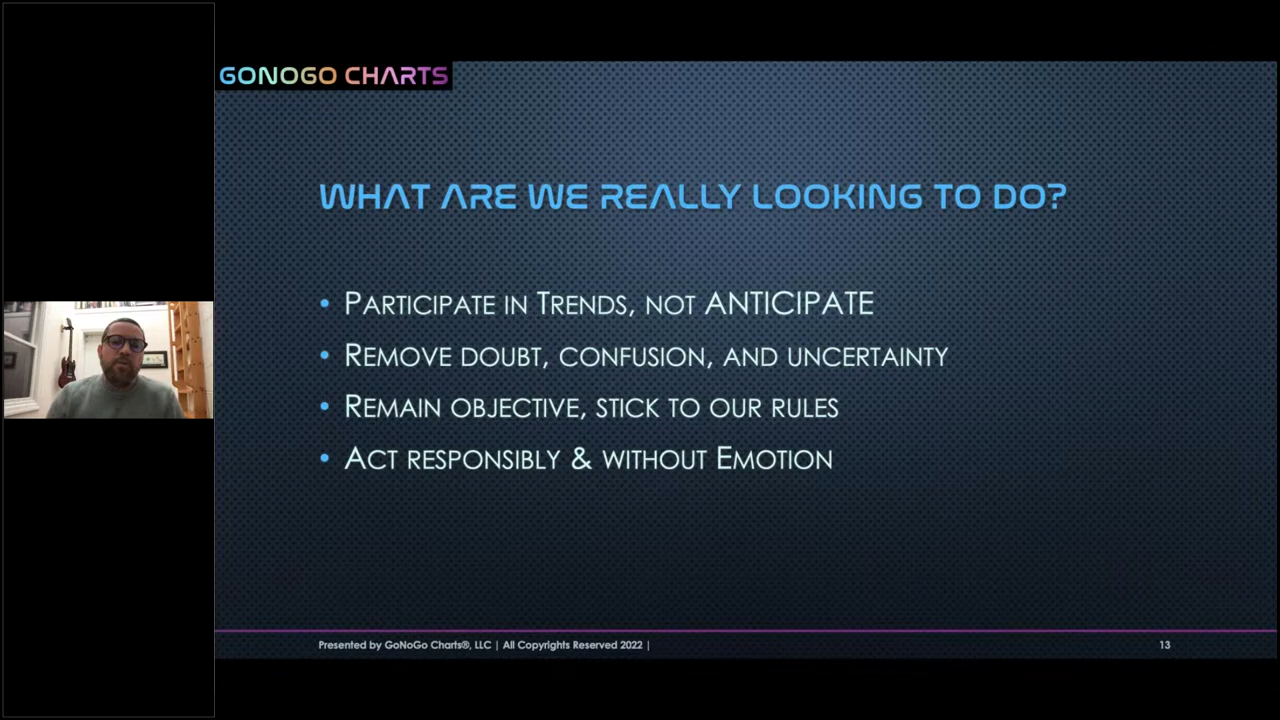 GONOGO CHARTS
WHAT ARE WE REALLY LOOKING TO DO?
• PARTICIPATE IN TRENDS, NOT ANTICIPATE
• REMOVE DOUBT, CONFUSION, AND UNCERTAINTY
• REMAIN OBJECTIVE, STICK TO OUR RULES
• ACT RESPONSIBLY & WITHOUT EMOTION
Presented by GoNoGo Charts®, LLC | All Copyrights Reserved 2022 |
13